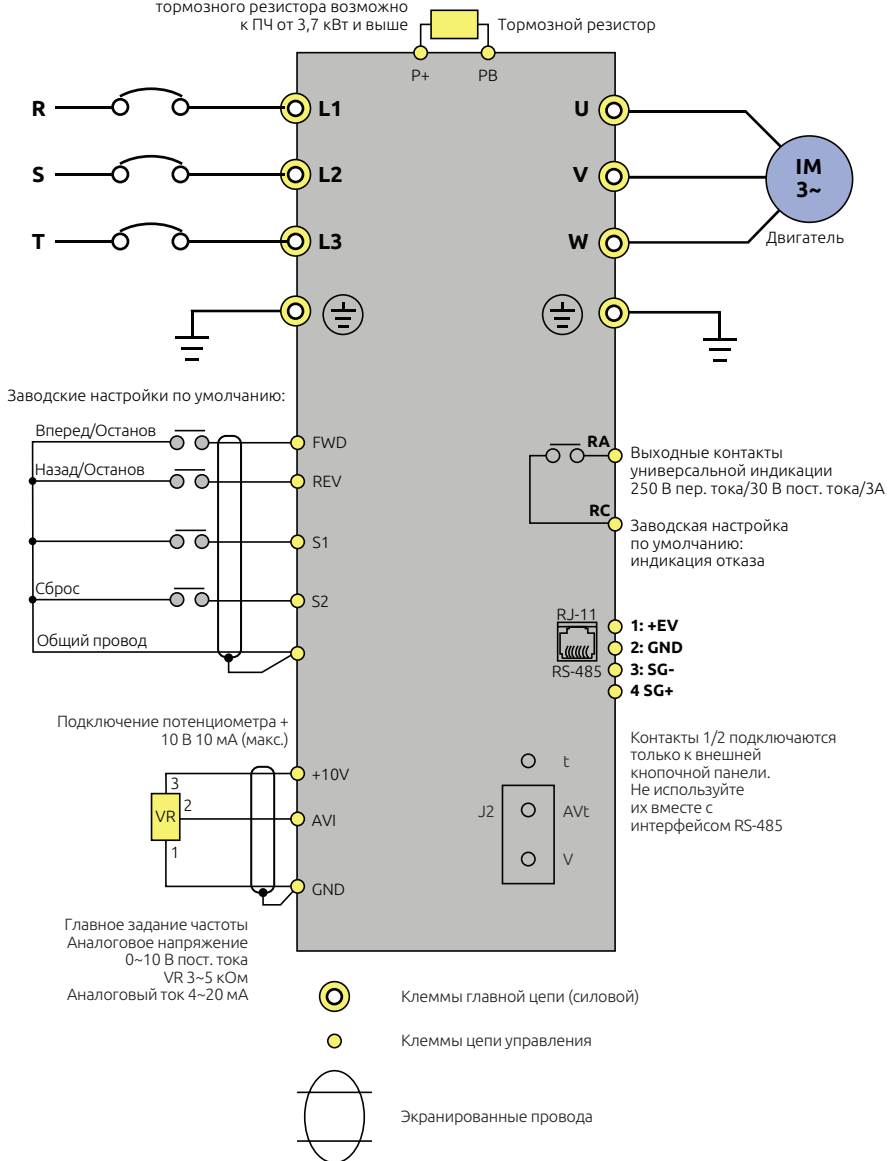 тормозного резистора возможно
к ПЧ от 3,7 кВт и выше
Тормозной резистор
P+
PB
R
L1
U
S
L2
V
IM
3~
T
L3
W
Двигатель
Заводские настройки по умолчанию:
Вперед/Останов
FWD
Назад/Останов
REV
S1
Сброс
S2
Общий провод
RA
Выходные контакты
универсальной индикации
250 В пер. тока/30 В пост. тока/3А
RC
Заводская настройка
по умолчанию:
индикация отказа
RJ-11
RS-485
1: +EV
2: GND
3: SG-
4 SG+
Контакты 1/2 подключаются
только к внешней
кнопочной панели.
Не используйте
их вместе с
интерфейсом RS-485
Подключение потенциометра +
10 В 10 мА (макс.)
+10V
3
VR
2
AVI
1
GND
t
J2
AVt
V
Главное задание частоты
Аналоговое напряжение
0~10 В пост. тока
VR 3~5 кОм
Аналоговый ток 4~20 мА
Клеммы главной цепи (силовой)
Клеммы цепи управления
Экранированные провода